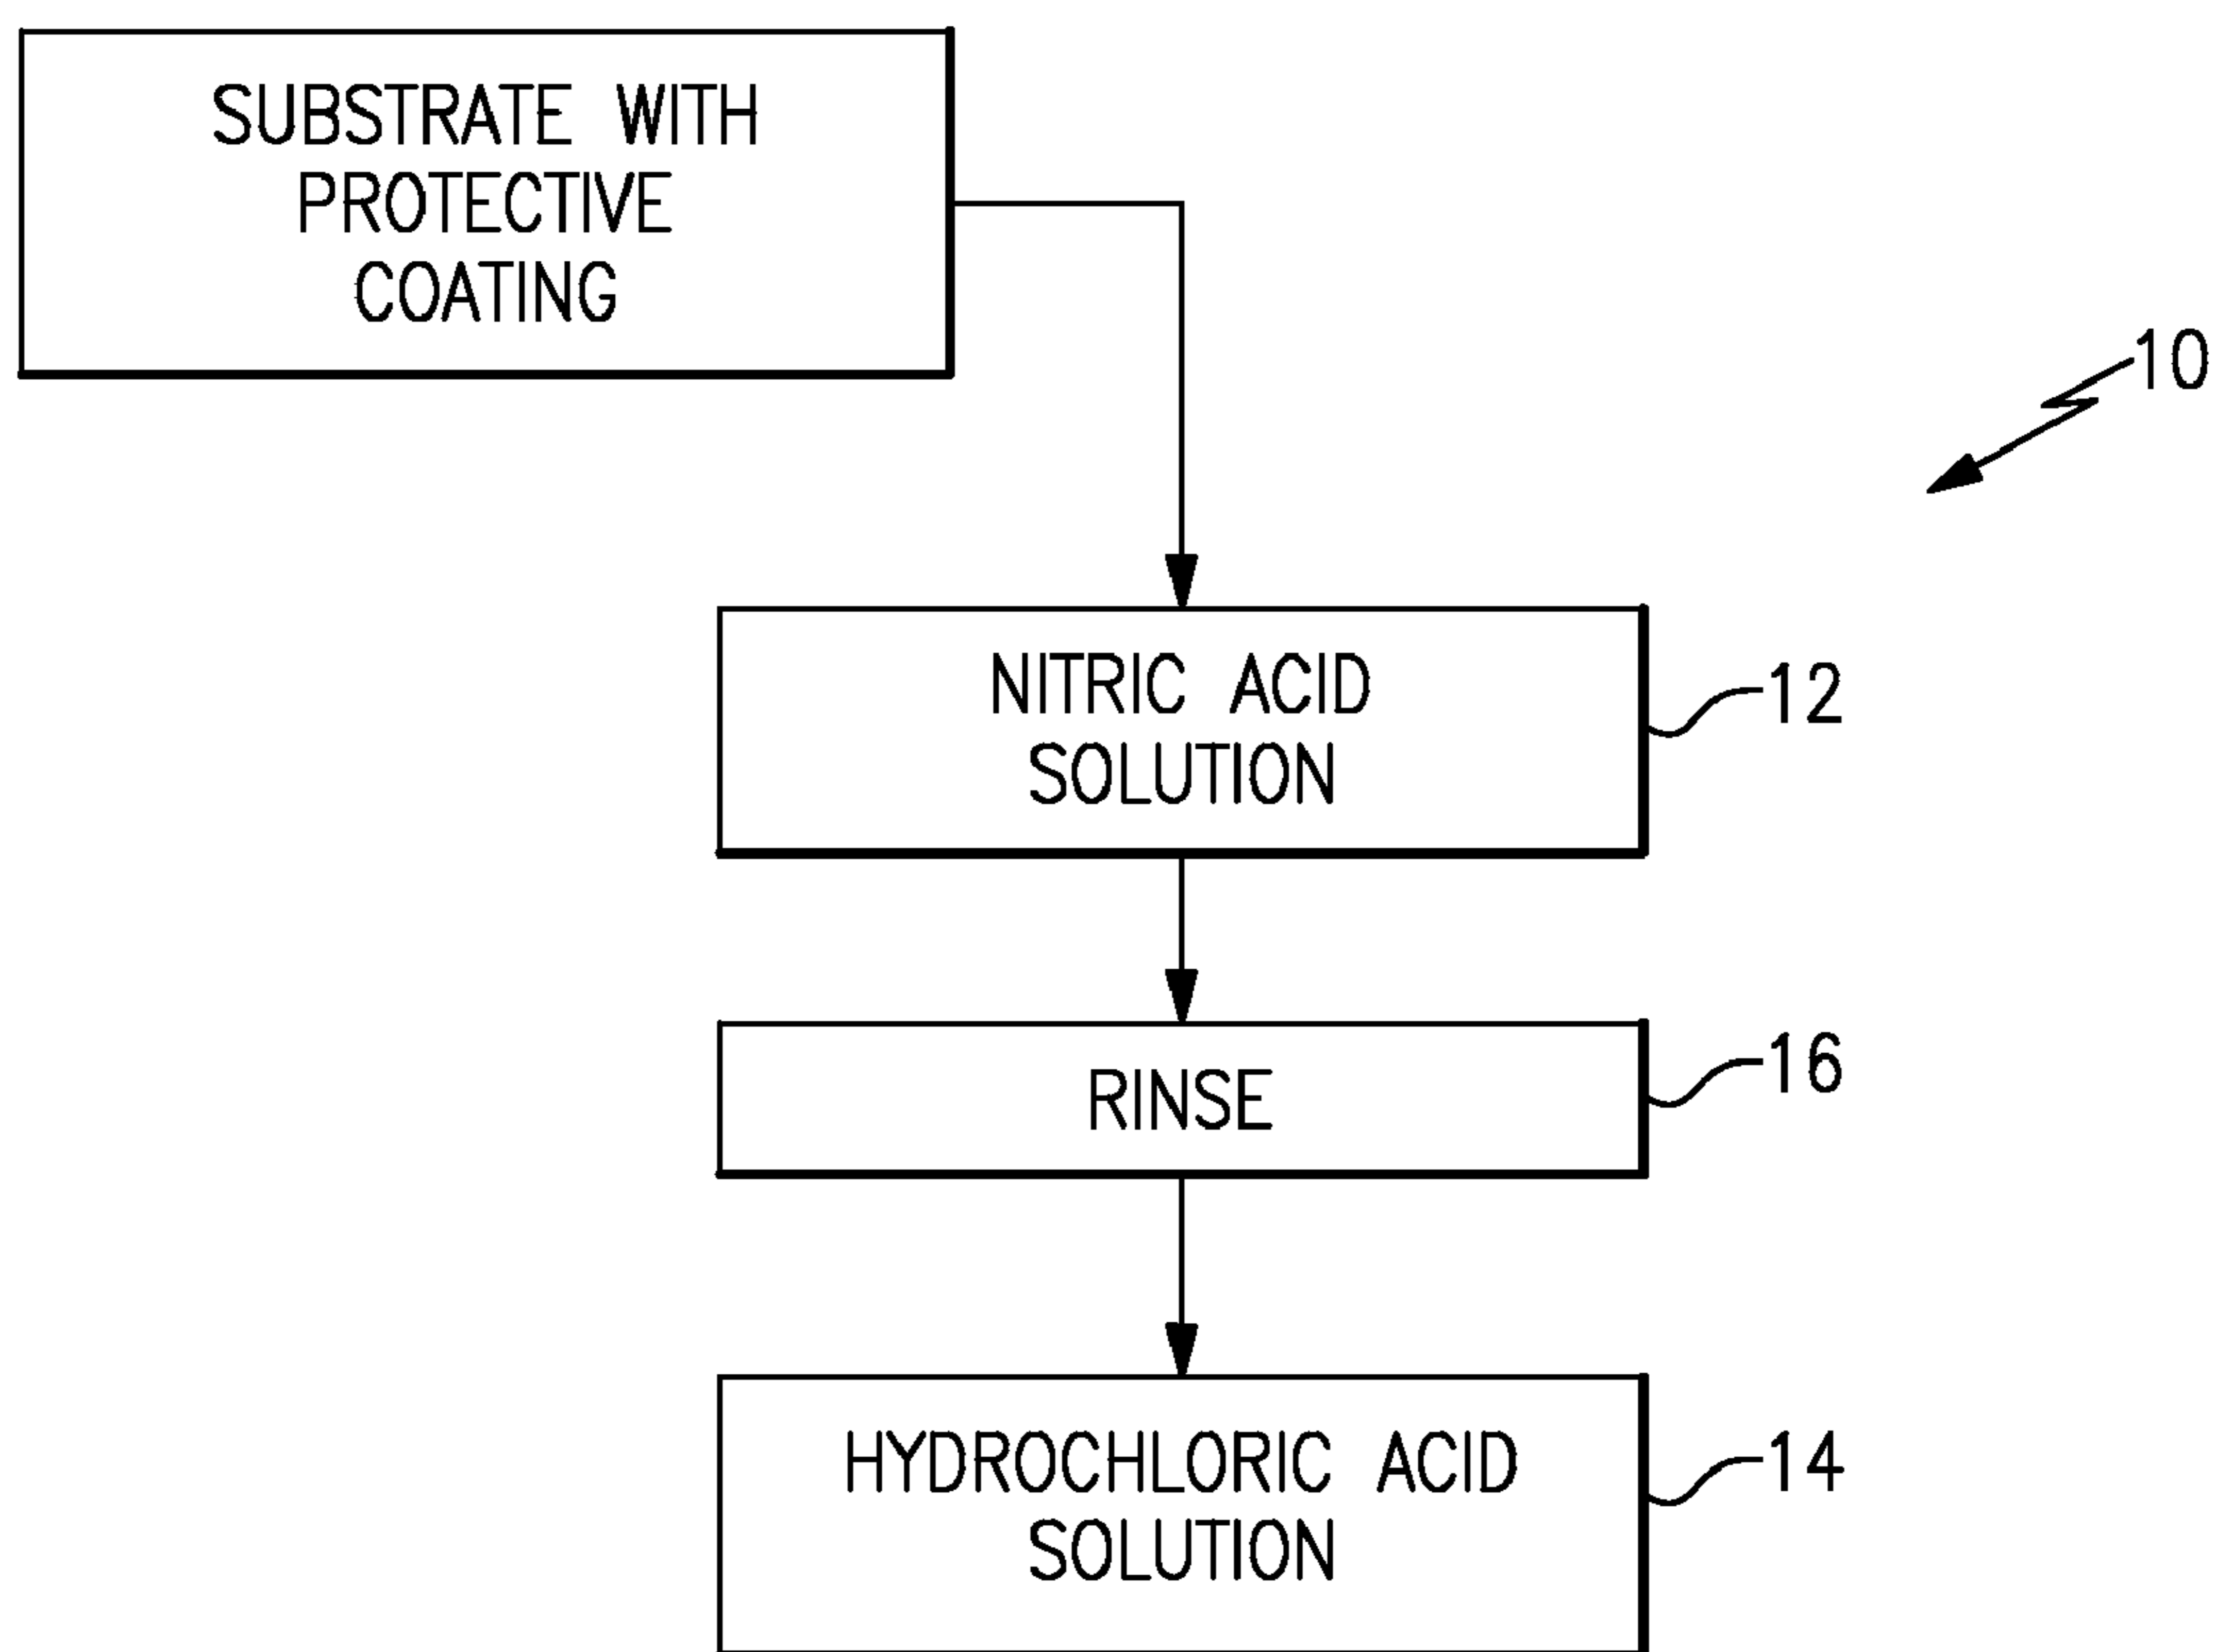 SUBSTRATE WITH
PROTECTIVE
COATING
10
NITRIC ACID
SOLUTION
12
RINSE
16
HYDROCHLORIC ACID
SOLUTION
14